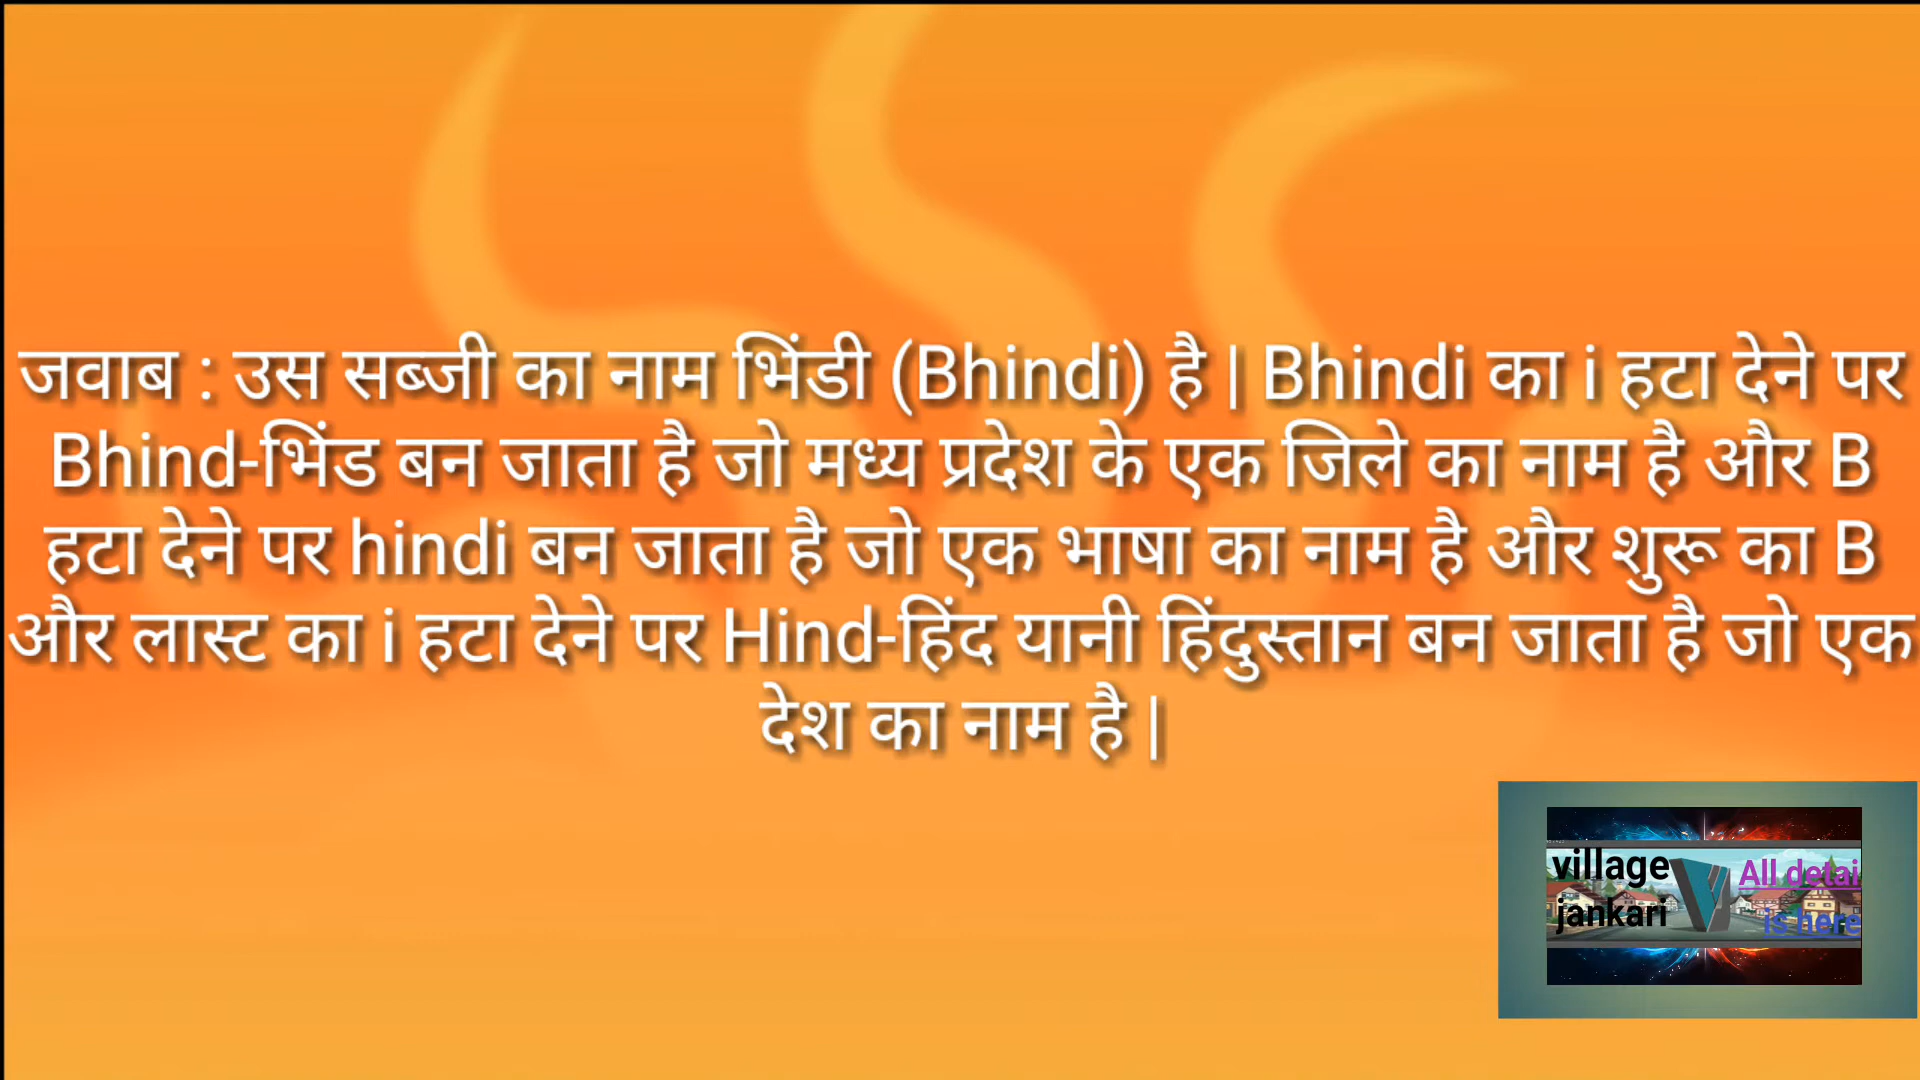 जवाब : उस सब्जी का नाम भिंडी (Bhindi) है | Bhindi का i हटा देने पर
Bhind-भिंड बन जाता है जो मध्य प्रदेश के एक जिले का नाम है और B
हटा देने पर hindi बन जाता है जो एक भाषा का नाम है और शुरू का B
और लास्ट का i हटा देने पर Hind-हिंद यानी हिंदुस्तान बन जाता है जो एक
देश का नाम है |
village
jankari
All detai
is here